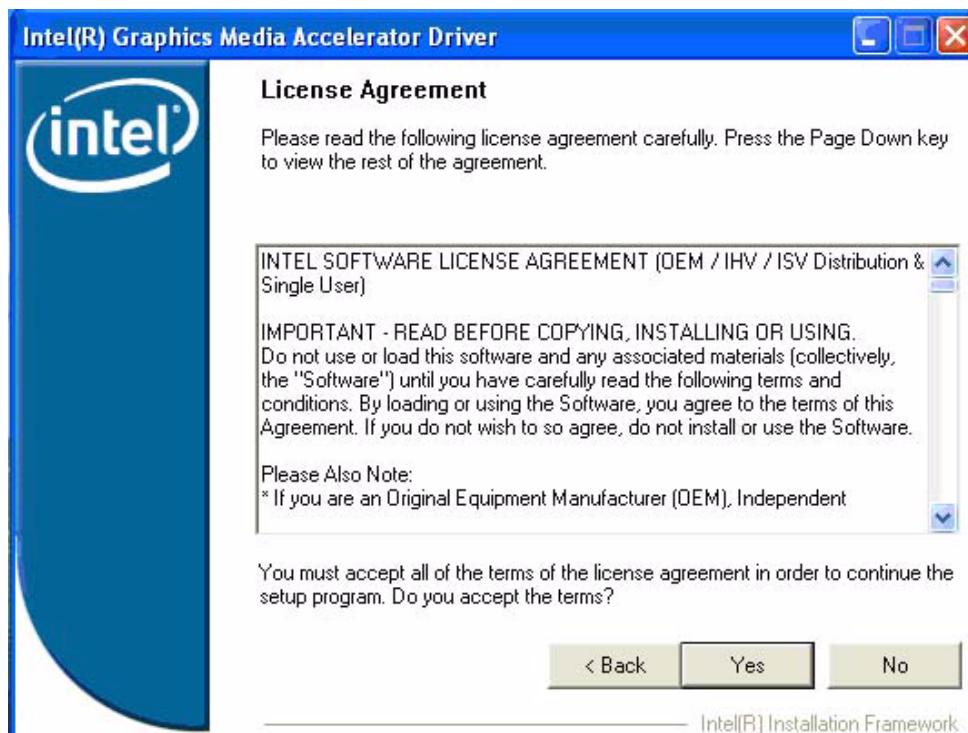 Intel(R) Graphics Media Accelerator Driver
intel
License Agreement
Please read the following license agreement carefully. Press the Page Down key
to view the rest of the agreement.
INTEL SOFTWARE LICENSE AGREEMENT (OEM / IHV / ISV Distribution &
Single User)
IMPORTANT - READ BEFORE COPYING, INSTALLING OR USING.
Do not use or load this software and any associated materials (collectively,
the "Software") until you have carefully read the following terms and
conditions. By loading or using the Software, you agree to the terms of this
Agreement. If you do not wish to so agree, do not install or use the Software.
Please Also Note:
* If you are an Original Equipment Manufacturer (OEM), Independent
You must accept all of the terms of the license agreement in order to continue the
setup program. Do you accept the terms?
< Back
Yes
No
Intel(R) Installation Framework